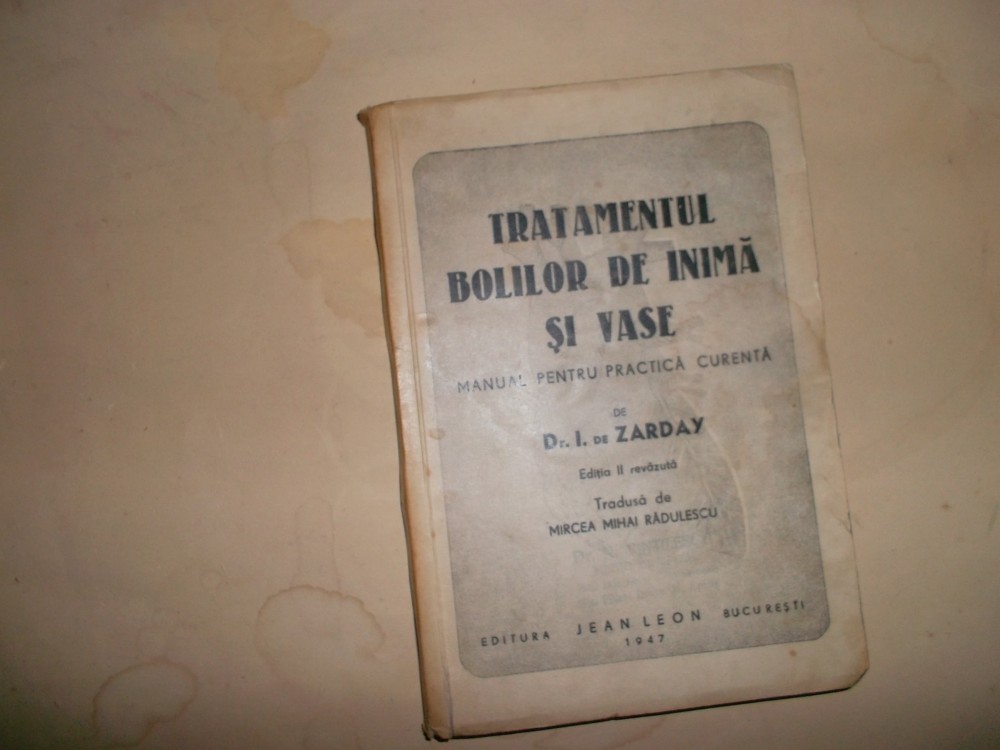 TRATAMENTUL
BOLILOR DE INIMĂ
ŞI VASE
MANUAL PENTRU PRACTICĂ CURENTĂ
DE
Dr. I. DE ZARDAY
Ediţia II revăzută
Tradusă de
MIRCEA MIHAI RĂDULESCU
EDITURA JEAN LEON BUCUREŞTI
1947